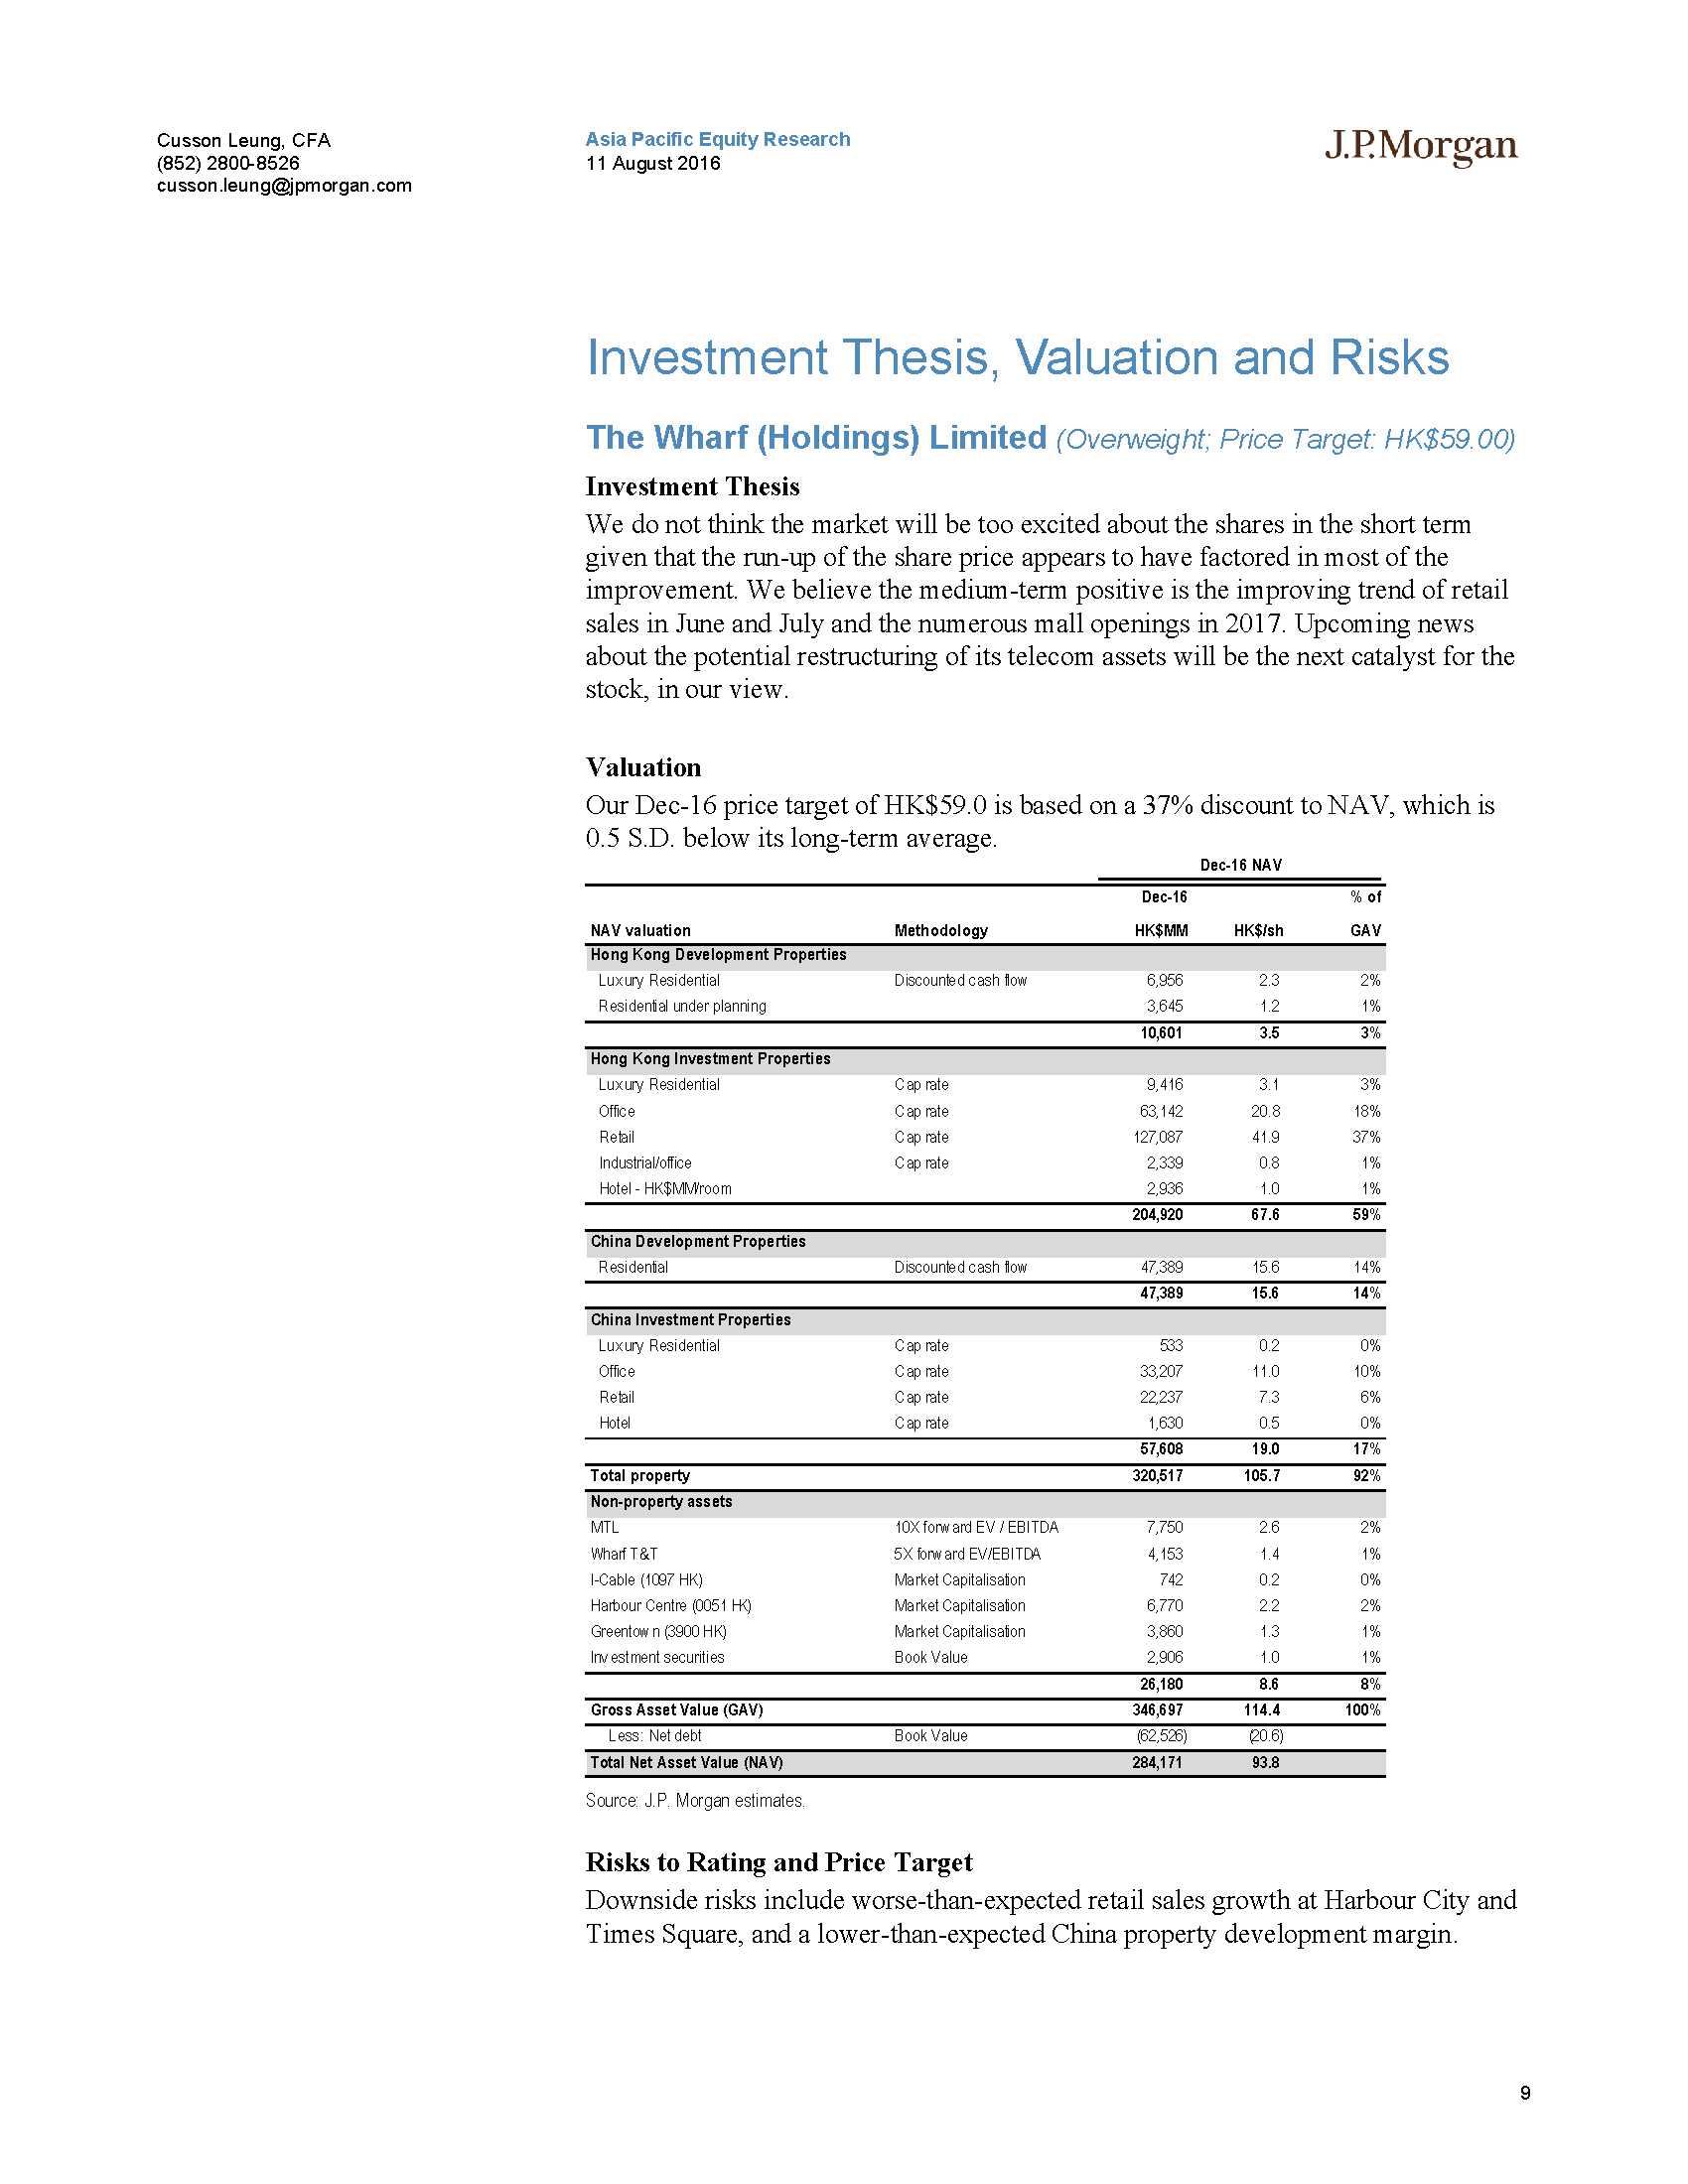 Cusson Leung, CFA
(852) 2800-8526
cusson.leung@jpmorgan.com
Asia Pacific Equity Research
11 August 2016
J.P.Morgan
Investment Thesis, Valuation and Risks
The Wharf (Holdings) Limited (Overweight; Price Target: HK$59.00)
Investment Thesis
We do not think the market will be too excited about the shares in the short term
given that the run-up of the share price appears to have factored in most of the
improvement. We believe the medium-term positive is the improving trend of retail
sales in June and July and the numerous mall openings in 2017. Upcoming news
about the potential restructuring of its telecom assets will be the next catalyst for the
stock, in our view.
Valuation
Our Dec-16 price target of HK$59.0 is based on a 37% discount to NAV, which is
0.5 S.D. below its long-term average.
Dec-16 NAV
Dec-16 % of
NAV valuation Methodology HK$MM HK$/sh GAV
Hong Kong Development Properties
Luxury Residential Discounted cash flow 6,956 2.3 2%
Residential under planning 3,645 1.2 1%
10,601 3.5 3%
Hong Kong Investment Properties
Luxury Residential Cap rate 9,416 3.1 3%
Office Cap rate 63,142 20.8 18%
Retail Cap rate 127,087 41.9 37%
Industrial/office Cap rate 2,339 0.8 1%
Hotel - HK$MM/room 2,936 1.0 1%
204,920 67.6 59%
China Development Properties
Residential Discounted cash flow 47,389 15.6 14%
47,389 15.6 14%
China Investment Properties
Luxury Residential Cap rate 533 0.2 0%
Office Cap rate 33,207 11.0 10%
Retail Cap rate 22,237 7.3 6%
Hotel Cap rate 1,630 0.5 0%
57,608 19.0 17%
Total property 320,517 105.7 92%
Non-property assets
MTL 10X forward EV / EBITDA 7,750 2.6 2%
Wharf T&T 5X forward EV/EBITDA 4,153 1.4 1%
I-Cable (1097 HK) Market Capitalisation 742 0.2 0%
Harbour Centre (0051 HK) Market Capitalisation 6,770 2.2 2%
Greentown (3900 HK) Market Capitalisation 3,860 1.3 1%
Investment securities Book Value 2,906 1.0 1%
26,180 8.6 8%
Gross Asset Value (GAV) 346,697 114.4 100%
Less: Net debt Book Value (62,526) (20.6)
Total Net Asset Value (NAV) 284,171 93.8
Source: J.P. Morgan estimates.
Risks to Rating and Price Target
Downside risks include worse-than-expected retail sales growth at Harbour City and
Times Square, and a lower-than-expected China property development margin.
9